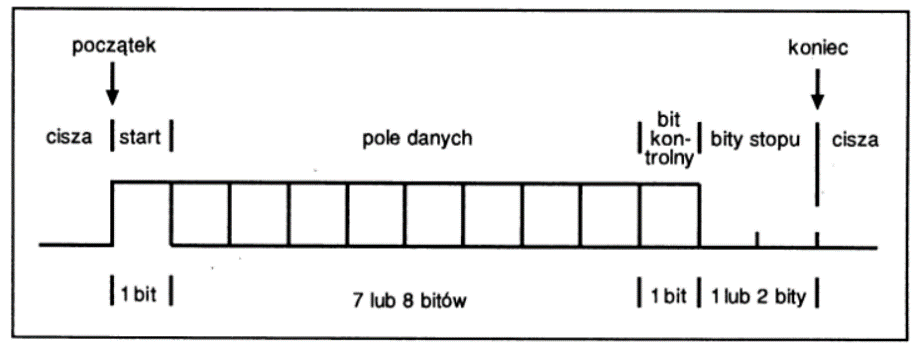 początek
koniec
cisza
start
pole danych
bit
kon-
trolny
bity stopu
cisza
1 bit
7 lub 8 bitów
1 bit
1 lub 2 bity